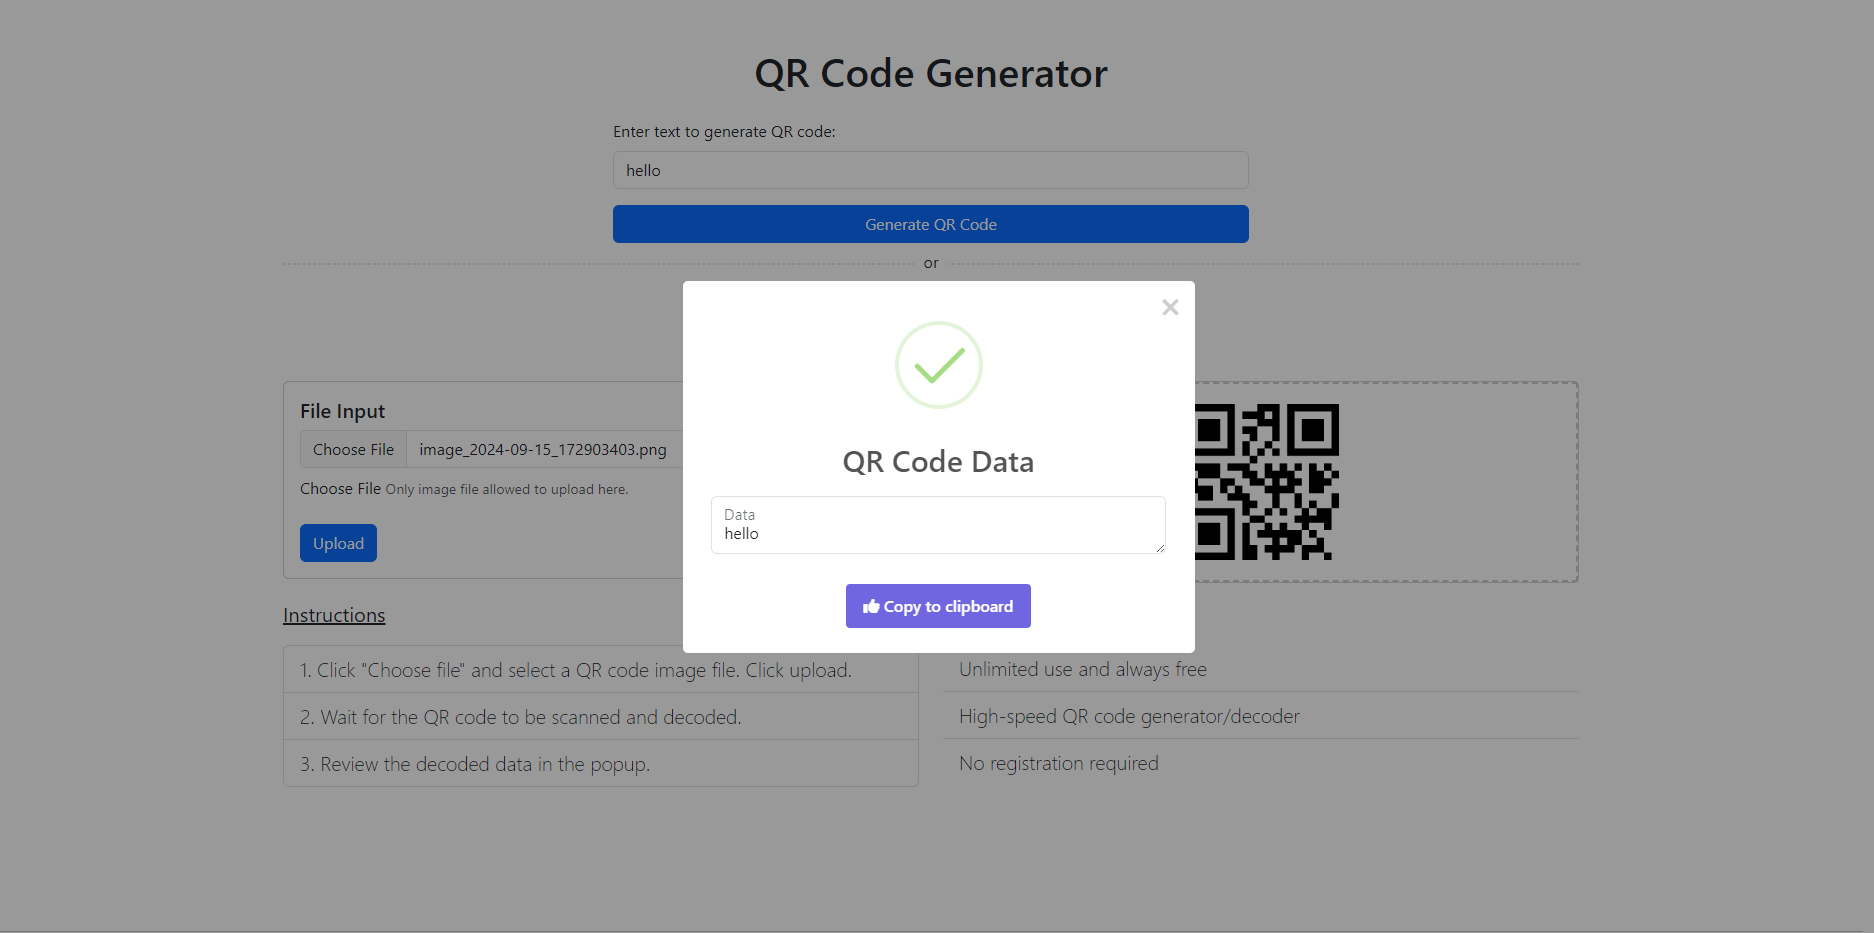 QR Code Generator
Enter text to generate QR code:
hello
Generate QR Code
or
×
QR Code Data
Data
hello
Copy to clipboard
File Input
Choose File image_2024-09-15_172903403.png
Choose File Only image file allowed to upload here.
Upload
Instructions
1. Click "Choose file" and select a QR code image file. Click upload.
2. Wait for the QR code to be scanned and decoded.
3. Review the decoded data in the popup.
Unlimited use and always free
High-speed QR code generator/decoder
No registration required